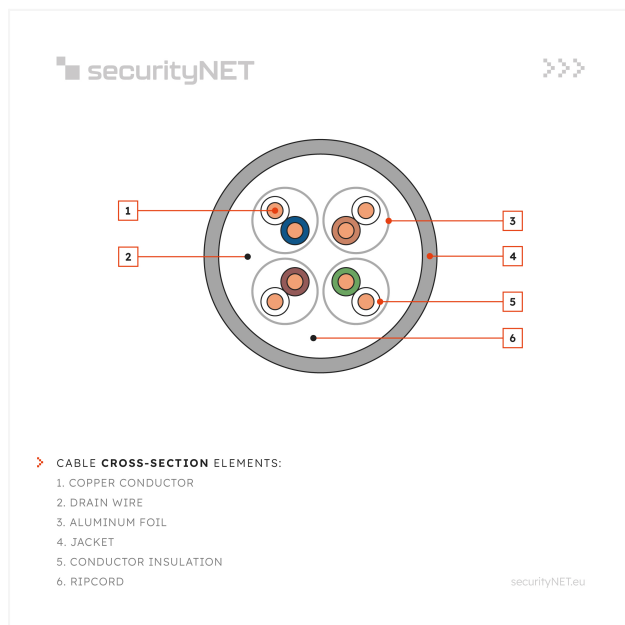 securityNET
1
2
3
4
5
6
CABLE CROSS-SECTION ELEMENTS:
1. COPPER CONDUCTOR
2. DRAIN WIRE
3. ALUMINUM FOIL
4. JACKET
5. CONDUCTOR INSULATION
6. RIPCORD
securityNET.eu